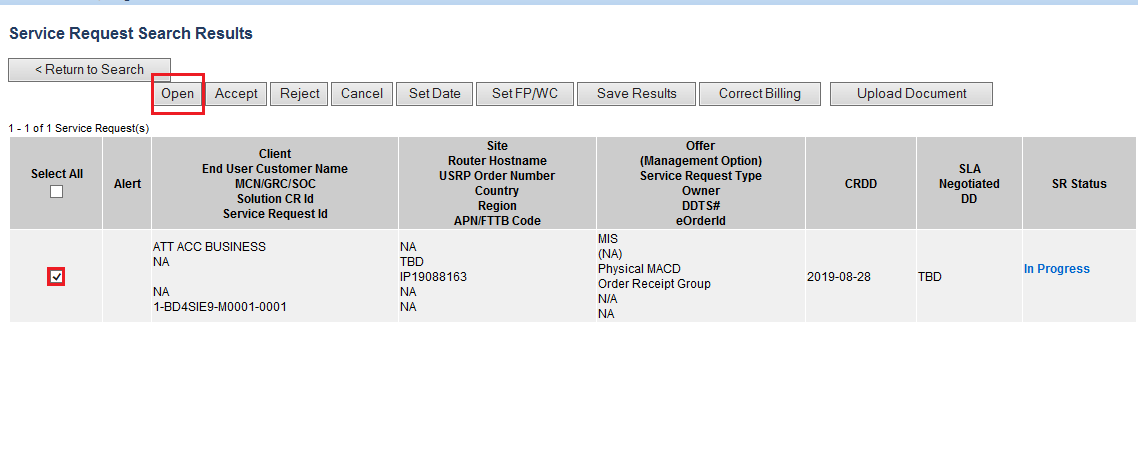 Service Request Search Results
< Return to Search
Open Accept Reject Cancel Set Date Set FP/WC Save Results Correct Billing Upload Document
1 - 1 of 1 Service Request(s)
Select All
Alert
Client
End User Customer Name
MCN/GRC/SOC
Solution CR Id
Service Request Id
Site
Router Hostname
USRP Order Number
Country
Region
APN/FTTB Code
Offer
(Management Option)
Service Request Type
Owner
DDTS#
eOrderId
CRDD
SLA
Negotiated
DD
SR Status
ATT ACC BUSINESS
NA
NA
1-BD4SIE9-M0001-0001
NA
TBD
IP19088163
NA
NA
MIS
(NA)
Physical MACD
Order Receipt Group
N/A
NA
2019-08-28
TBD
In Progress